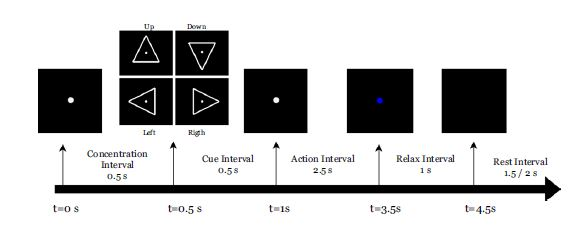 Up
Down
Left
Rigth
Concentration
Interval
0.5 s
Cue Interval
0.5 s
Action Interval
2.5 s
Relax Interval
1 s
Rest Interval
1.5 / 2 s
t=0 s
t=0.5 s
t=1s
t=3.5s
t=4.5s